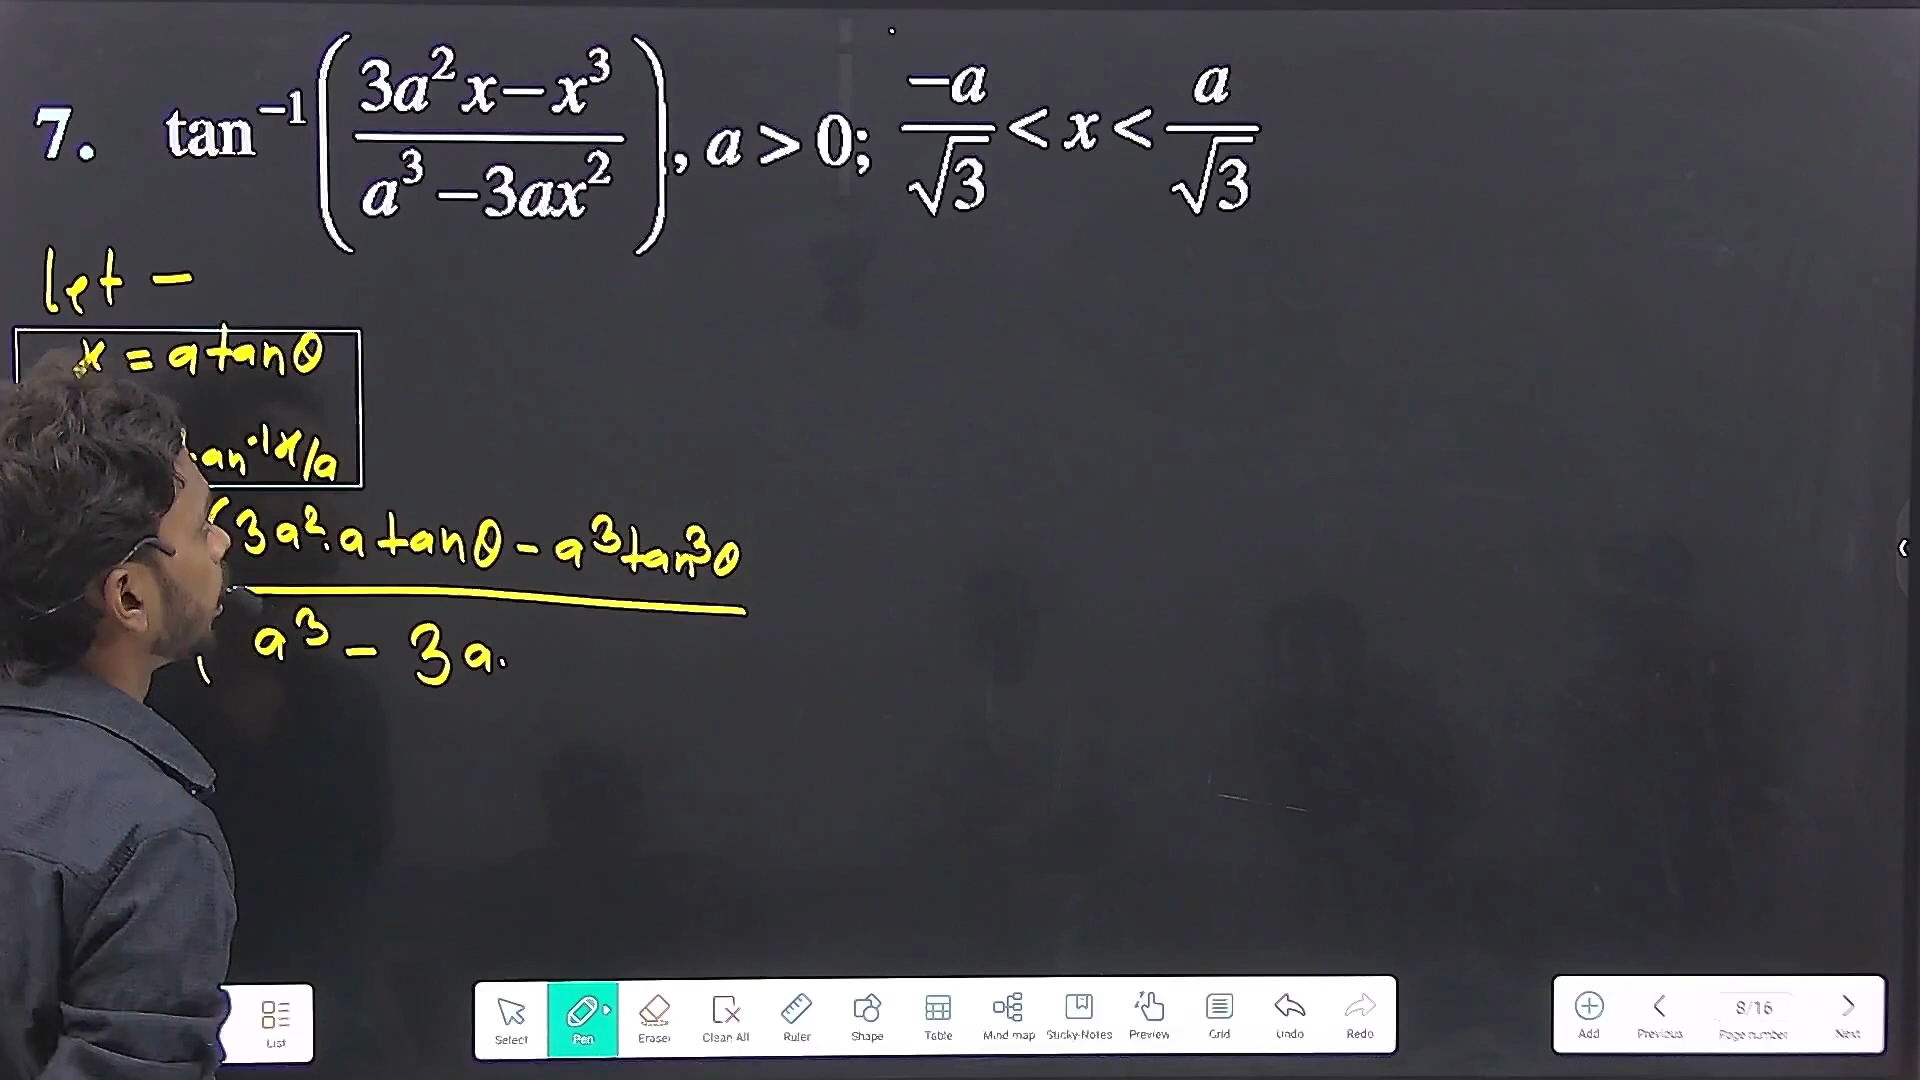 7. tan⁻¹((3a²x−x³)/(a³−3ax²)), a > 0; −a/√3 < x < a/√3
let −
x = a tanθ
an⁻¹x/a
(3a².a tanθ − a³tan³θ
a³ − 3a.
List
Select Pen Eraser Clean All Ruler Shape Table Mind map Sticky-Notes Preview Grid Undo Redo
Add Previous 8/16 Page number Next